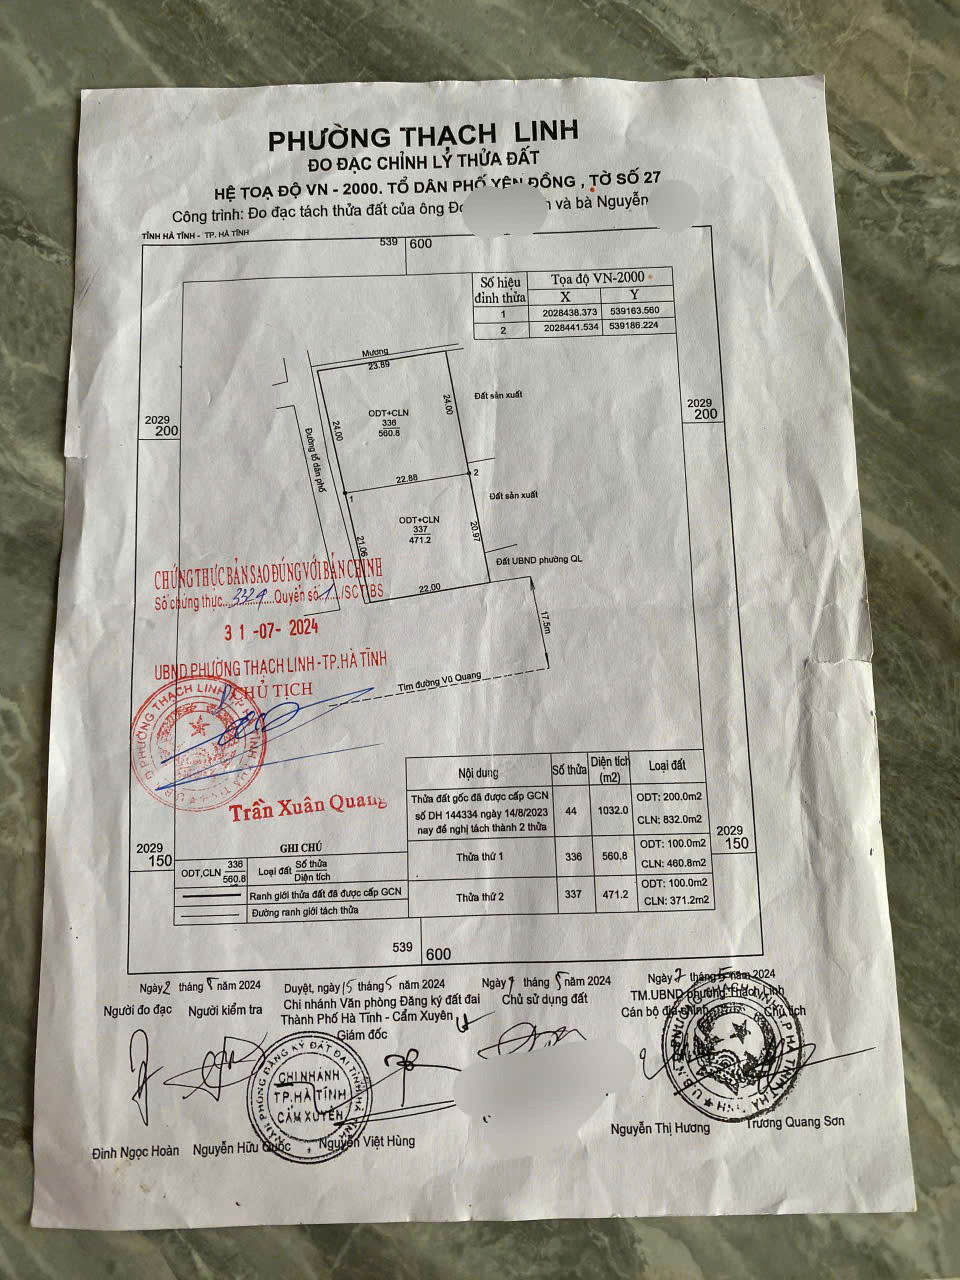 PHƯỜNG THẠCH LINH
ĐO ĐẠC CHỈNH LÝ THỬA ĐẤT
HỆ TOẠ ĐỘ VN - 2000. TỔ DÂN PHỐ YÊN ĐỒNG , TỜ SỐ 27
Công trình: Đo đạc tách thửa đất của ông và bà Nguyễn
TỈNH HÀ TĨNH - TP. HÀ TĨNH
539 600
Số hiệu đỉnh thửa Tọa độ VN-2000
X Y
1 2028438.373 539163.560
2 2028441.534 539186.224
Mương
23.89
2029 200
2029 200
24.00
ODT+CLN
336
560.8
24.00
Đất sản xuất
Đường tổ dân phố
22.88
1
2
Đất sản xuất
ODT+CLN
337
471.2
21.06
20.97
Đất UBND phường QL
22.00
17.5m
Tim đường Vũ Quang
CHỨNG THỰC BẢN SAO ĐÚNG VỚI BẢN CHÍNH
Số chứng thực 3329 Quyển số 1 /SCT/BS
31 -07- 2024
UBND PHƯỜNG THẠCH LINH -TP.HÀ TĨNH
CHỦ TỊCH
Trần Xuân Quang
Nội dung Số thửa Diện tích (m2) Loại đất
Thửa đất gốc đã được cấp GCN
số DH 144334 ngày 14/8/2023
nay đề nghị tách thành 2 thửa
44 1032.0 ODT: 200.0m2
CLN: 832.0m2
Thửa thứ 1 336 560.8 ODT: 100.0m2
CLN: 460.8m2
Thửa thứ 2 337 471.2 ODT: 100.0m2
CLN: 371.2m2
2029 150
2029 150
GHI CHÚ
ODT,CLN 336
560.8
Loại đất Số thửa
Diện tích
Ranh giới thửa đất đã được cấp GCN
Đường ranh giới tách thửa
539 600
Ngày 2 tháng 5 năm 2024
Người đo đạc Người kiểm tra
Duyệt, ngày 15 tháng 5 năm 2024
Chi nhánh Văn phòng Đăng ký đất đai
Thành Phố Hà Tĩnh - Cẩm Xuyên
Giám đốc
Ngày tháng 5 năm 2024
Chủ sử dụng đất
Ngày 2 tháng 5 năm 2024
TM.UBND phường Thạch Linh
Cán bộ địa chính Chủ tịch
CHI NHÁNH
TP.HÀ TĨNH
CẨM XUYÊN
Đinh Ngọc Hoàn Nguyễn Hữu Quốc Nguyễn Việt Hùng
Nguyễn Thị Hương Trương Quang Sơn